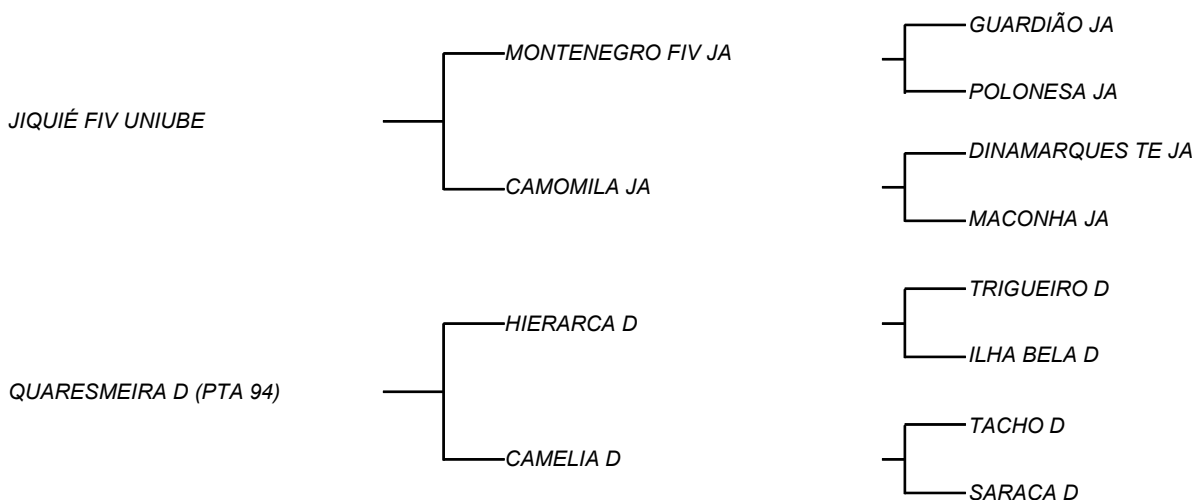 GUARDIÃO JA
MONTENEGRO FIV JA
POLONESA JA
JIQUIÉ FIV UNIUBE
DINAMARQUES TE JA
CAMOMILA JA
MACONHA JA
TRIGUEIRO D
HIERARCA D
ILHA BELA D
QUARESMEIRA D (PTA 94)
TACHO D
CAMELIA D
SARACA D